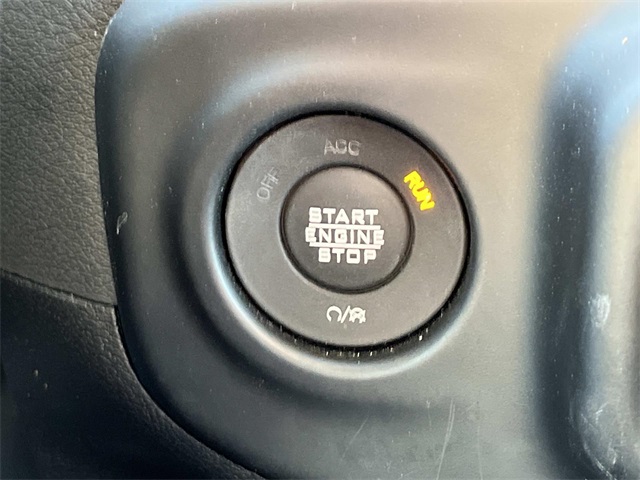 OFF
ACC
RUN
START
ENGINE
STOP